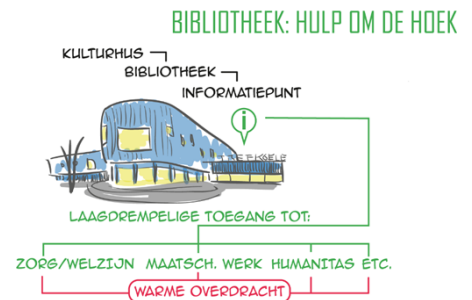 BIBLIOTHEEK: HULP OM DE HOEK
KULTURHUS
BIBLIOTHEEK
INFORMATIEPUNT
i
LAAGDREMPELIGE TOEGANG TOT:
ZORG/WELZIJN MAATSCH. WERK HUMANITAS ETC.
WARME OVERDRACHT